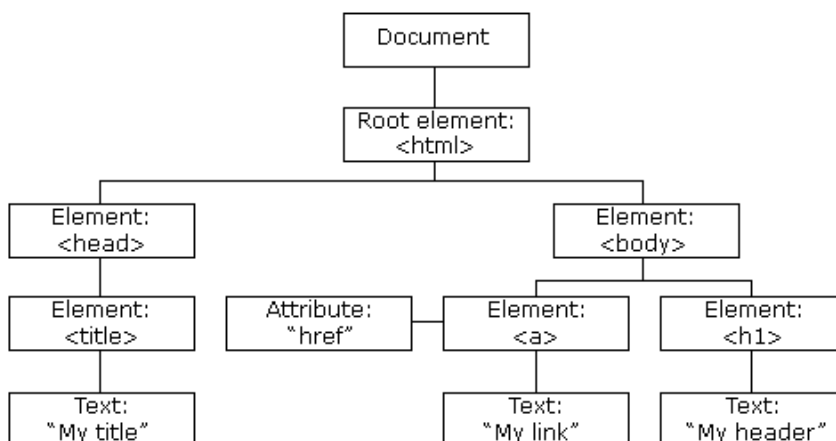 Document
Root element:
<html>
Element:
<head>
Element:
<body>
Element:
<title>
Attribute:
“href”
Element:
<a>
Element:
<h1>
Text:
“My title”
Text:
“My link”
Text:
“My header”